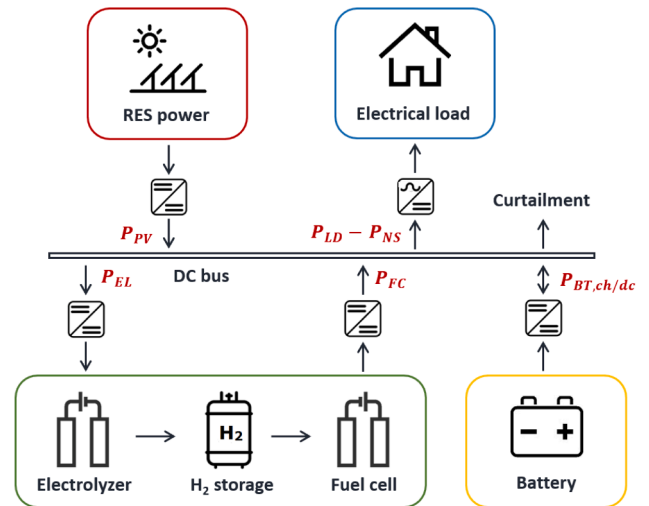 RES power
Electrical load
Curtailment
P_PV
P_LD − P_NS
DC bus
P_EL
P_FC
P_BT,ch/dc
H₂
Electrolyzer
H₂ storage
Fuel cell
Battery